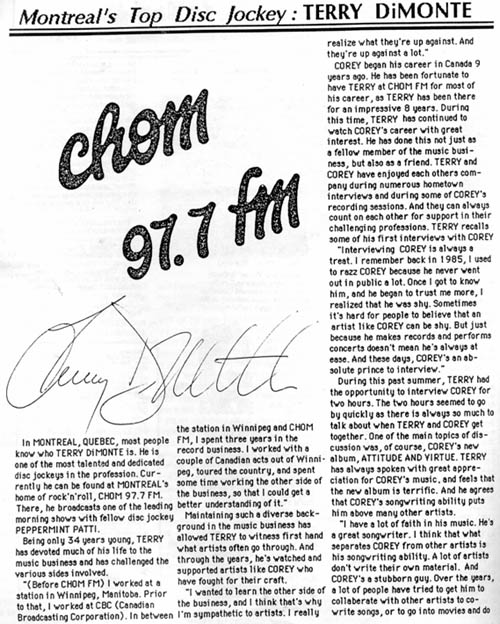 Montreal's Top Disc Jockey : TERRY DiMONTE
chom
97.7 fm
In MONTREAL, QUEBEC, most people
know who TERRY DiMONTE is. He is
one of the most talented and dedicated
disc jockeys in the profession. Cur-
rently he can be found at MONTREAL's
home of rock'n'roll, CHOM 97.7 FM.
There, he broadcasts one of the leading
morning shows with fellow disc jockey
PEPPERMINT PATTI.
Being only 34 years young, TERRY
has devoted much of his life to the
music business and has challenged the
various sides involved.
"(Before CHOM FM) I worked at a
station in Winnipeg, Manitoba. Prior
to that, I worked at CBC (Canadian
Broadcasting Corporation). In between
the station in Winnipeg and CHOM
FM, I spent three years in the
record business. I worked with a
couple of Canadian acts out of Winni-
peg, toured the country, and spent
some time working the other side of
the business, so that I could get a
better understanding of it."
Maintaining such a diverse back-
ground in the music business has
allowed TERRY to witness first hand
what artists often go through. And
through the years, he's watched and
supported artists like COREY who
have fought for their craft.
"I wanted to learn the other side of
the business, and I think that's why
I'm sympathetic to artists. I really
realize what they're up against. And
they're up against a lot."
COREY began his career in Canada 9
years ago. He has been fortunate to
have TERRY at CHOM FM for most of
his career, as TERRY has been there
for an impressive 8 years. During
this time, TERRY has continued to
watch COREY's career with great
interest. He has done this not just as
a fellow member of the music busi-
ness, but also as a friend. TERRY and
COREY have enjoyed each others com-
pany during numerous hometown
interviews and during some of COREY's
recording sessions. And they can always
count on each other for support in their
challenging professions. TERRY recalls
some of his first interviews with COREY
"Interviewing COREY is always a
treat. I remember back in 1985, I used
to razz COREY because he never went
out in public a lot. Once I got to know
him, and he began to trust me more, I
realized that he was shy. Sometimes
it's hard for people to believe that an
artist like COREY can be shy. But just
because he makes records and performs
concerts doesn't mean he's always at
ease. And these days, COREY's an ab-
solute prince to interview."
During this past summer, TERRY had
the opportunity to interview COREY for
two hours. The two hours seemed to go
by quickly as there is always so much to
talk about when TERRY and COREY get
together. One of the main topics of dis-
cussion was, of course, COREY's new
album, ATTITUDE AND VIRTUE. TERRY
has always spoken with great appre-
ciation for COREY's music, and feels that
the new album is terrific. And he agrees
that COREY's songwriting ability puts
him above many other artists.
"I have a lot of faith in his music. He's
a great songwriter. I think that what
separates COREY from other artists is
his songwriting ability. A lot of artists
don't write their own material. And
COREY's a stubborn guy. Over the years,
a lot of people have tried to get him to
collaborate with other artists to co-
write songs, or to go into movies and do